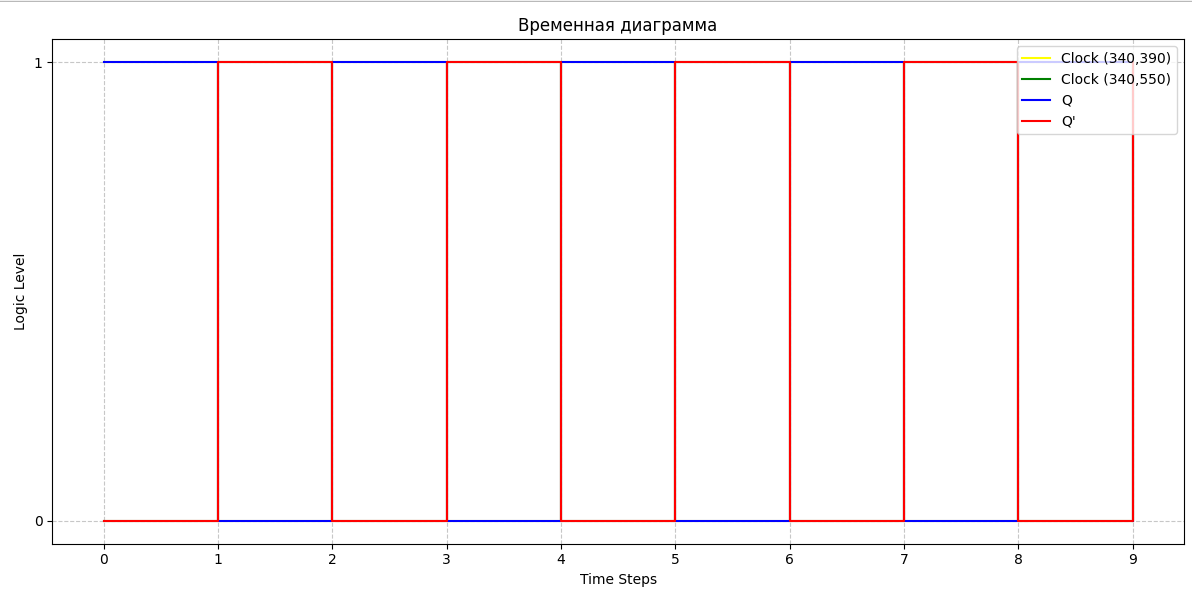 Временная диаграмма
Clock (340,390)
Clock (340,550)
Q
Q'
1
0
Logic Level
0 1 2 3 4 5 6 7 8 9
Time Steps